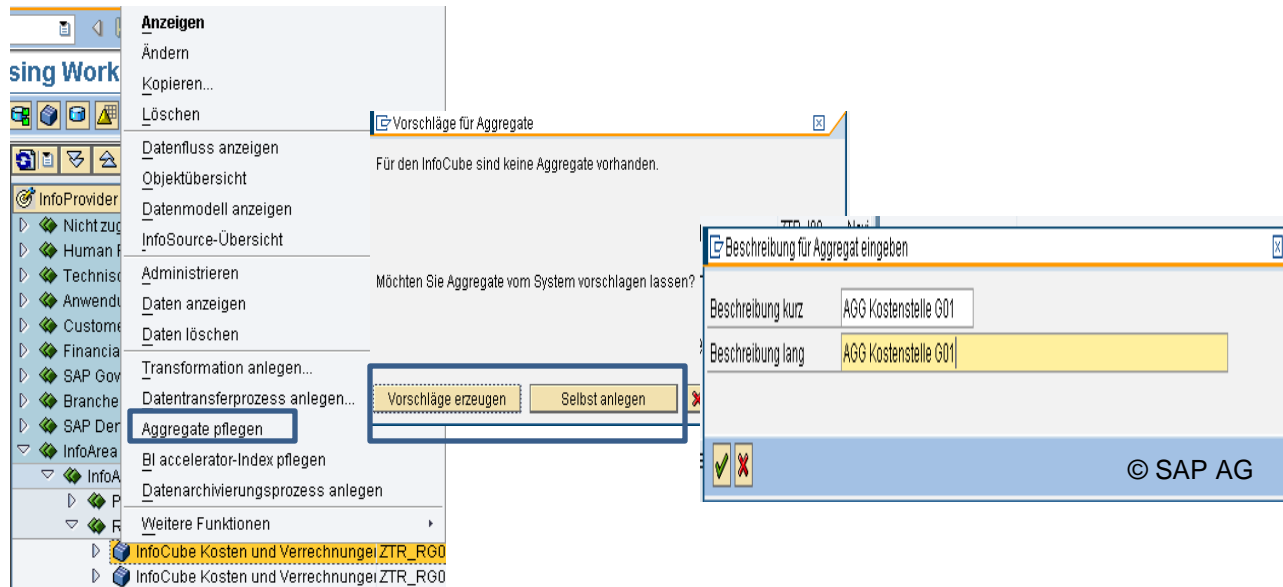 sing Work
InfoProvider
Nicht zug
Human
Technisc
Anwend
Custome
Financia
SAP Gov
Branche
SAP Der
InfoArea
InfoA
P
InfoCube Kosten und Verrechnunge ZTR_RG0
InfoCube Kosten und Verrechnunge ZTR_RG0
Anzeigen
Ändern
Kopieren...
Löschen
Datenfluss anzeigen
Objektübersicht
Datenmodell anzeigen
InfoSource-Übersicht
Administrieren
Daten anzeigen
Daten löschen
Transformation anlegen...
Datentransferprozess anlegen...
Aggregate pflegen
BI accelerator-Index pflegen
Datenarchivierungsprozess anlegen
Weitere Funktionen
Vorschläge für Aggregate
Für den InfoCube sind keine Aggregate vorhanden.
Möchten Sie Aggregate vom System vorschlagen lassen?
Vorschläge erzeugen Selbst anlegen
Beschreibung für Aggregat eingeben
Beschreibung kurz AGG Kostenstelle G01
Beschreibung lang AGG Kostenstelle G01
© SAP AG